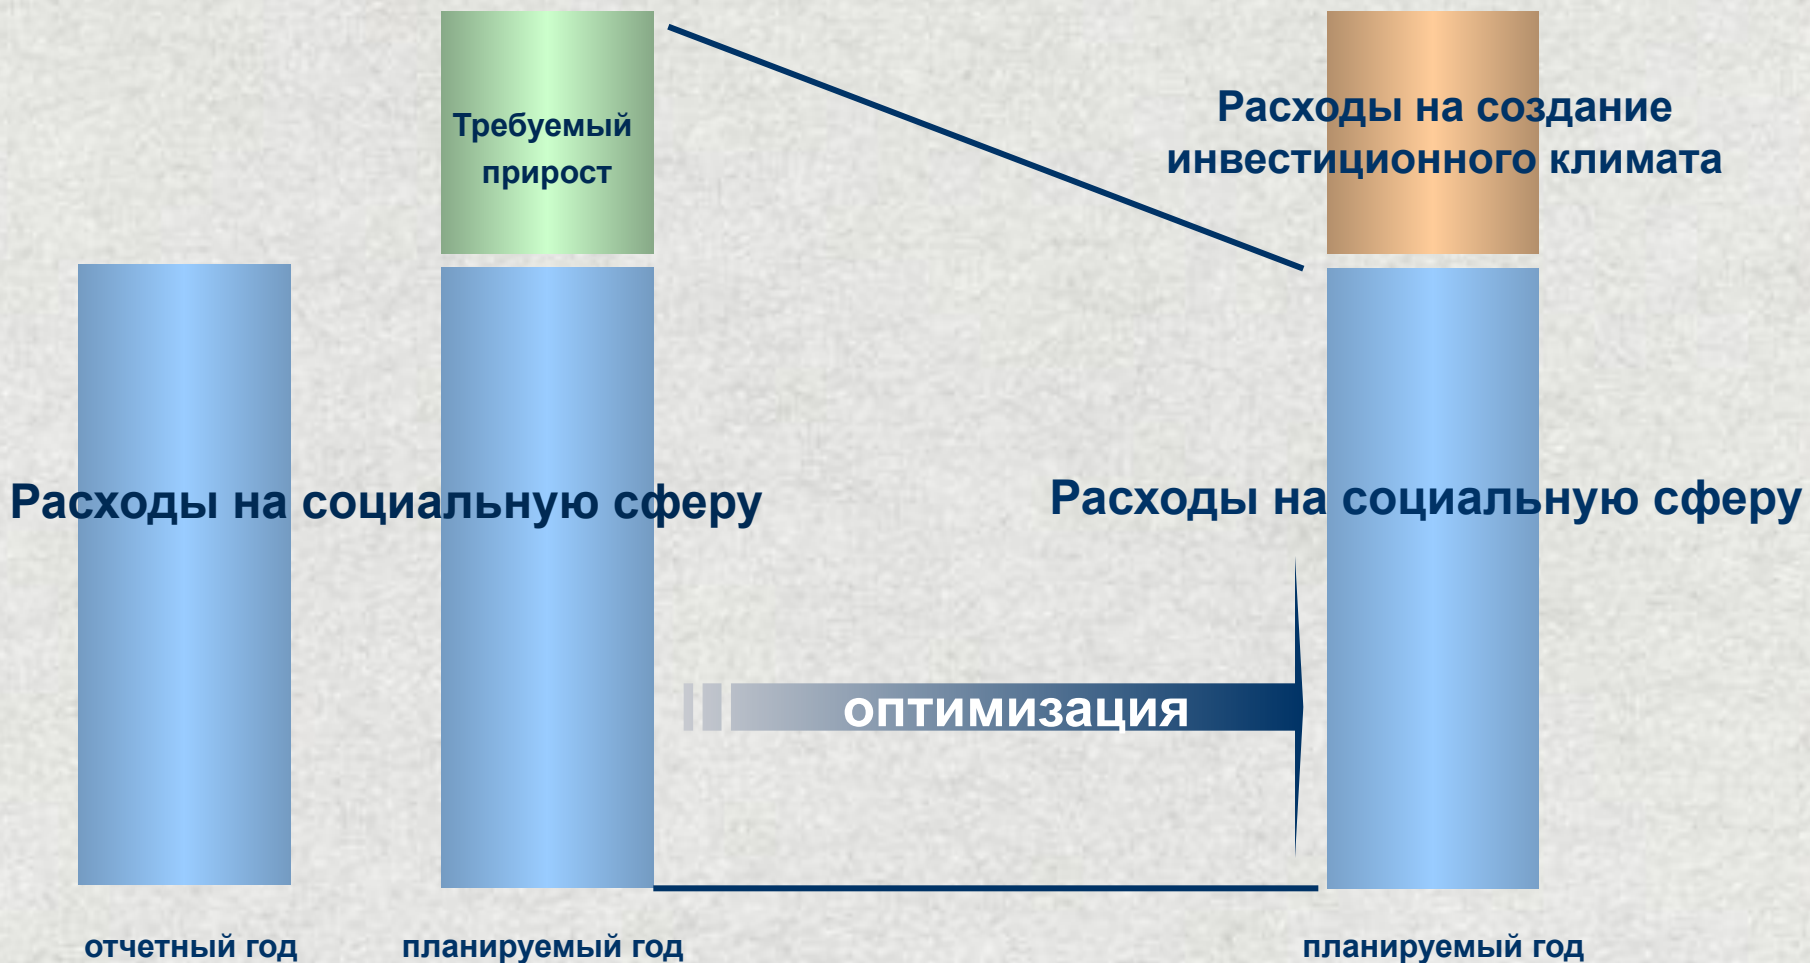 Требуемый
прирост
Расходы на создание
инвестиционного климата
Расходы на социальную сферу
Расходы на социальную сферу
оптимизация
отчетный год
планируемый год
планируемый год